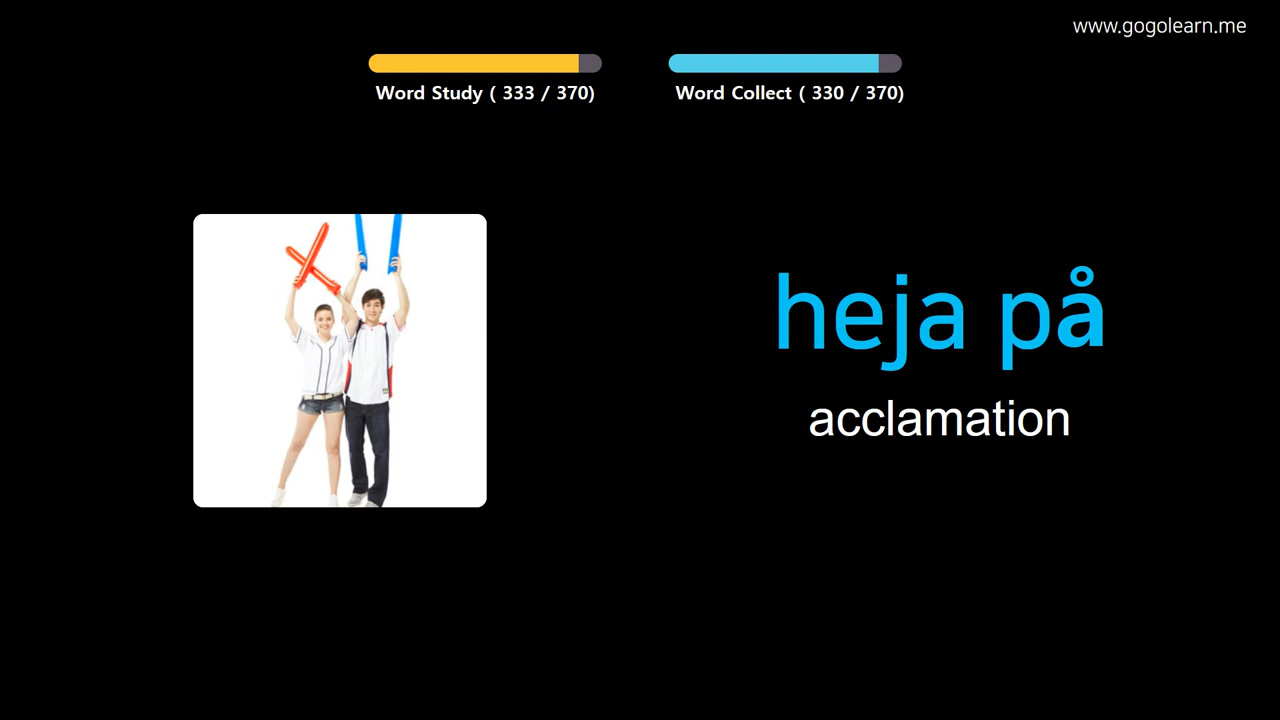 www.gogolearn.me
Word Study ( 333 / 370)
Word Collect ( 330 / 370)
heja på
acclamation